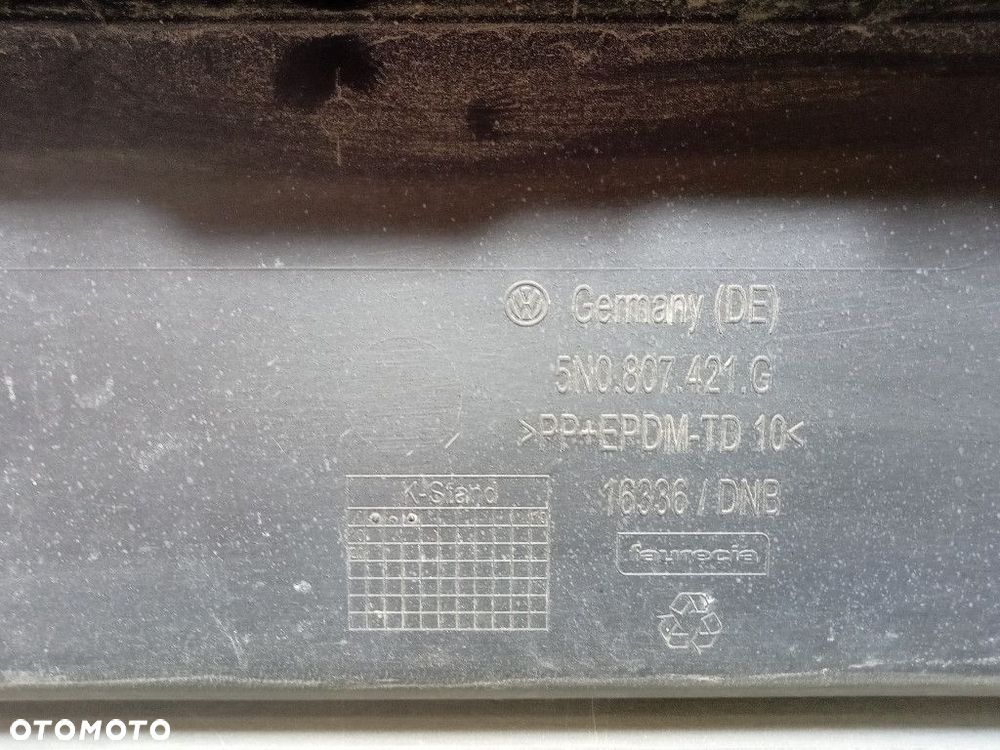 Germany (DE)
5N0.807.421.G
>PP+EPDM-TD 10<
16336 / DNB
faurecia
K-Stand
OTOMOTO